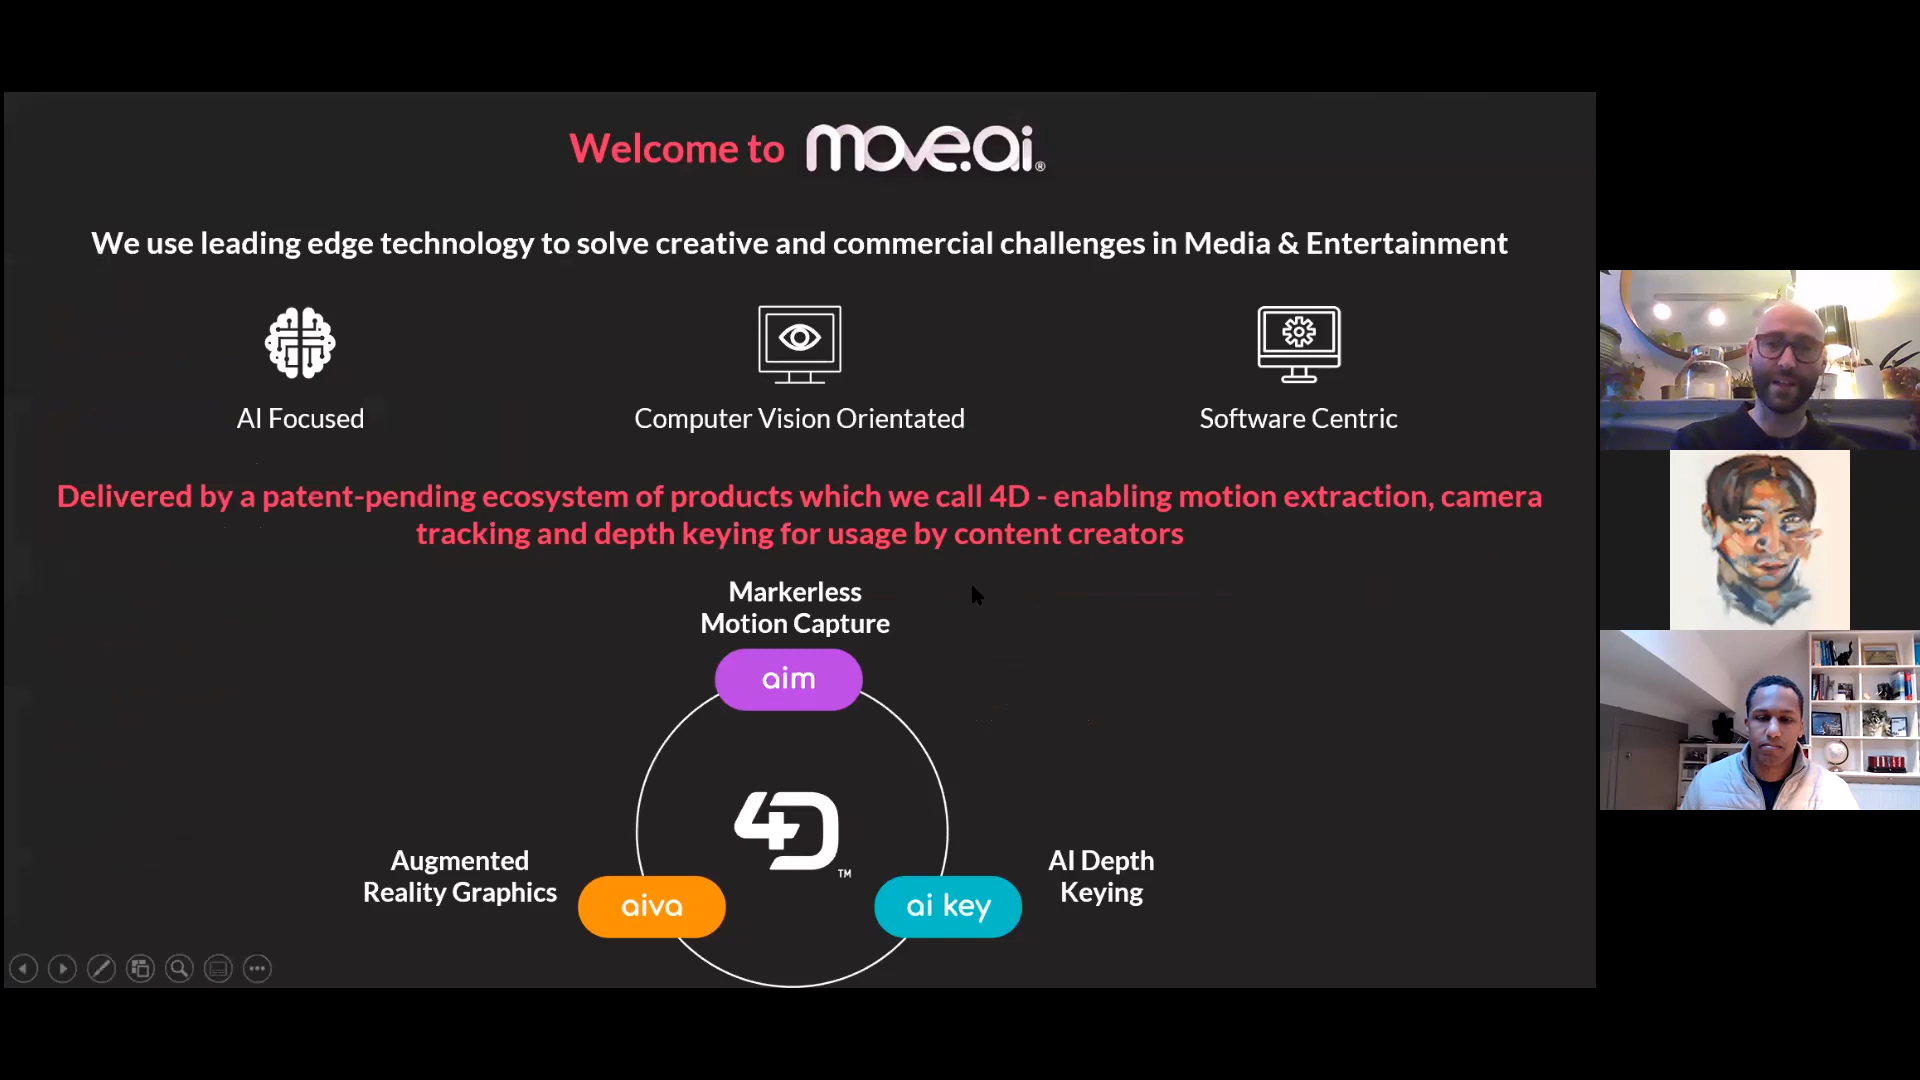 Welcome to move.ai®
We use leading edge technology to solve creative and commercial challenges in Media & Entertainment
AI Focused
Computer Vision Orientated
Software Centric
Delivered by a patent-pending ecosystem of products which we call 4D - enabling motion extraction, camera
tracking and depth keying for usage by content creators
Markerless
Motion Capture
aim
4D™
Augmented
Reality Graphics
aiva
ai key
AI Depth
Keying